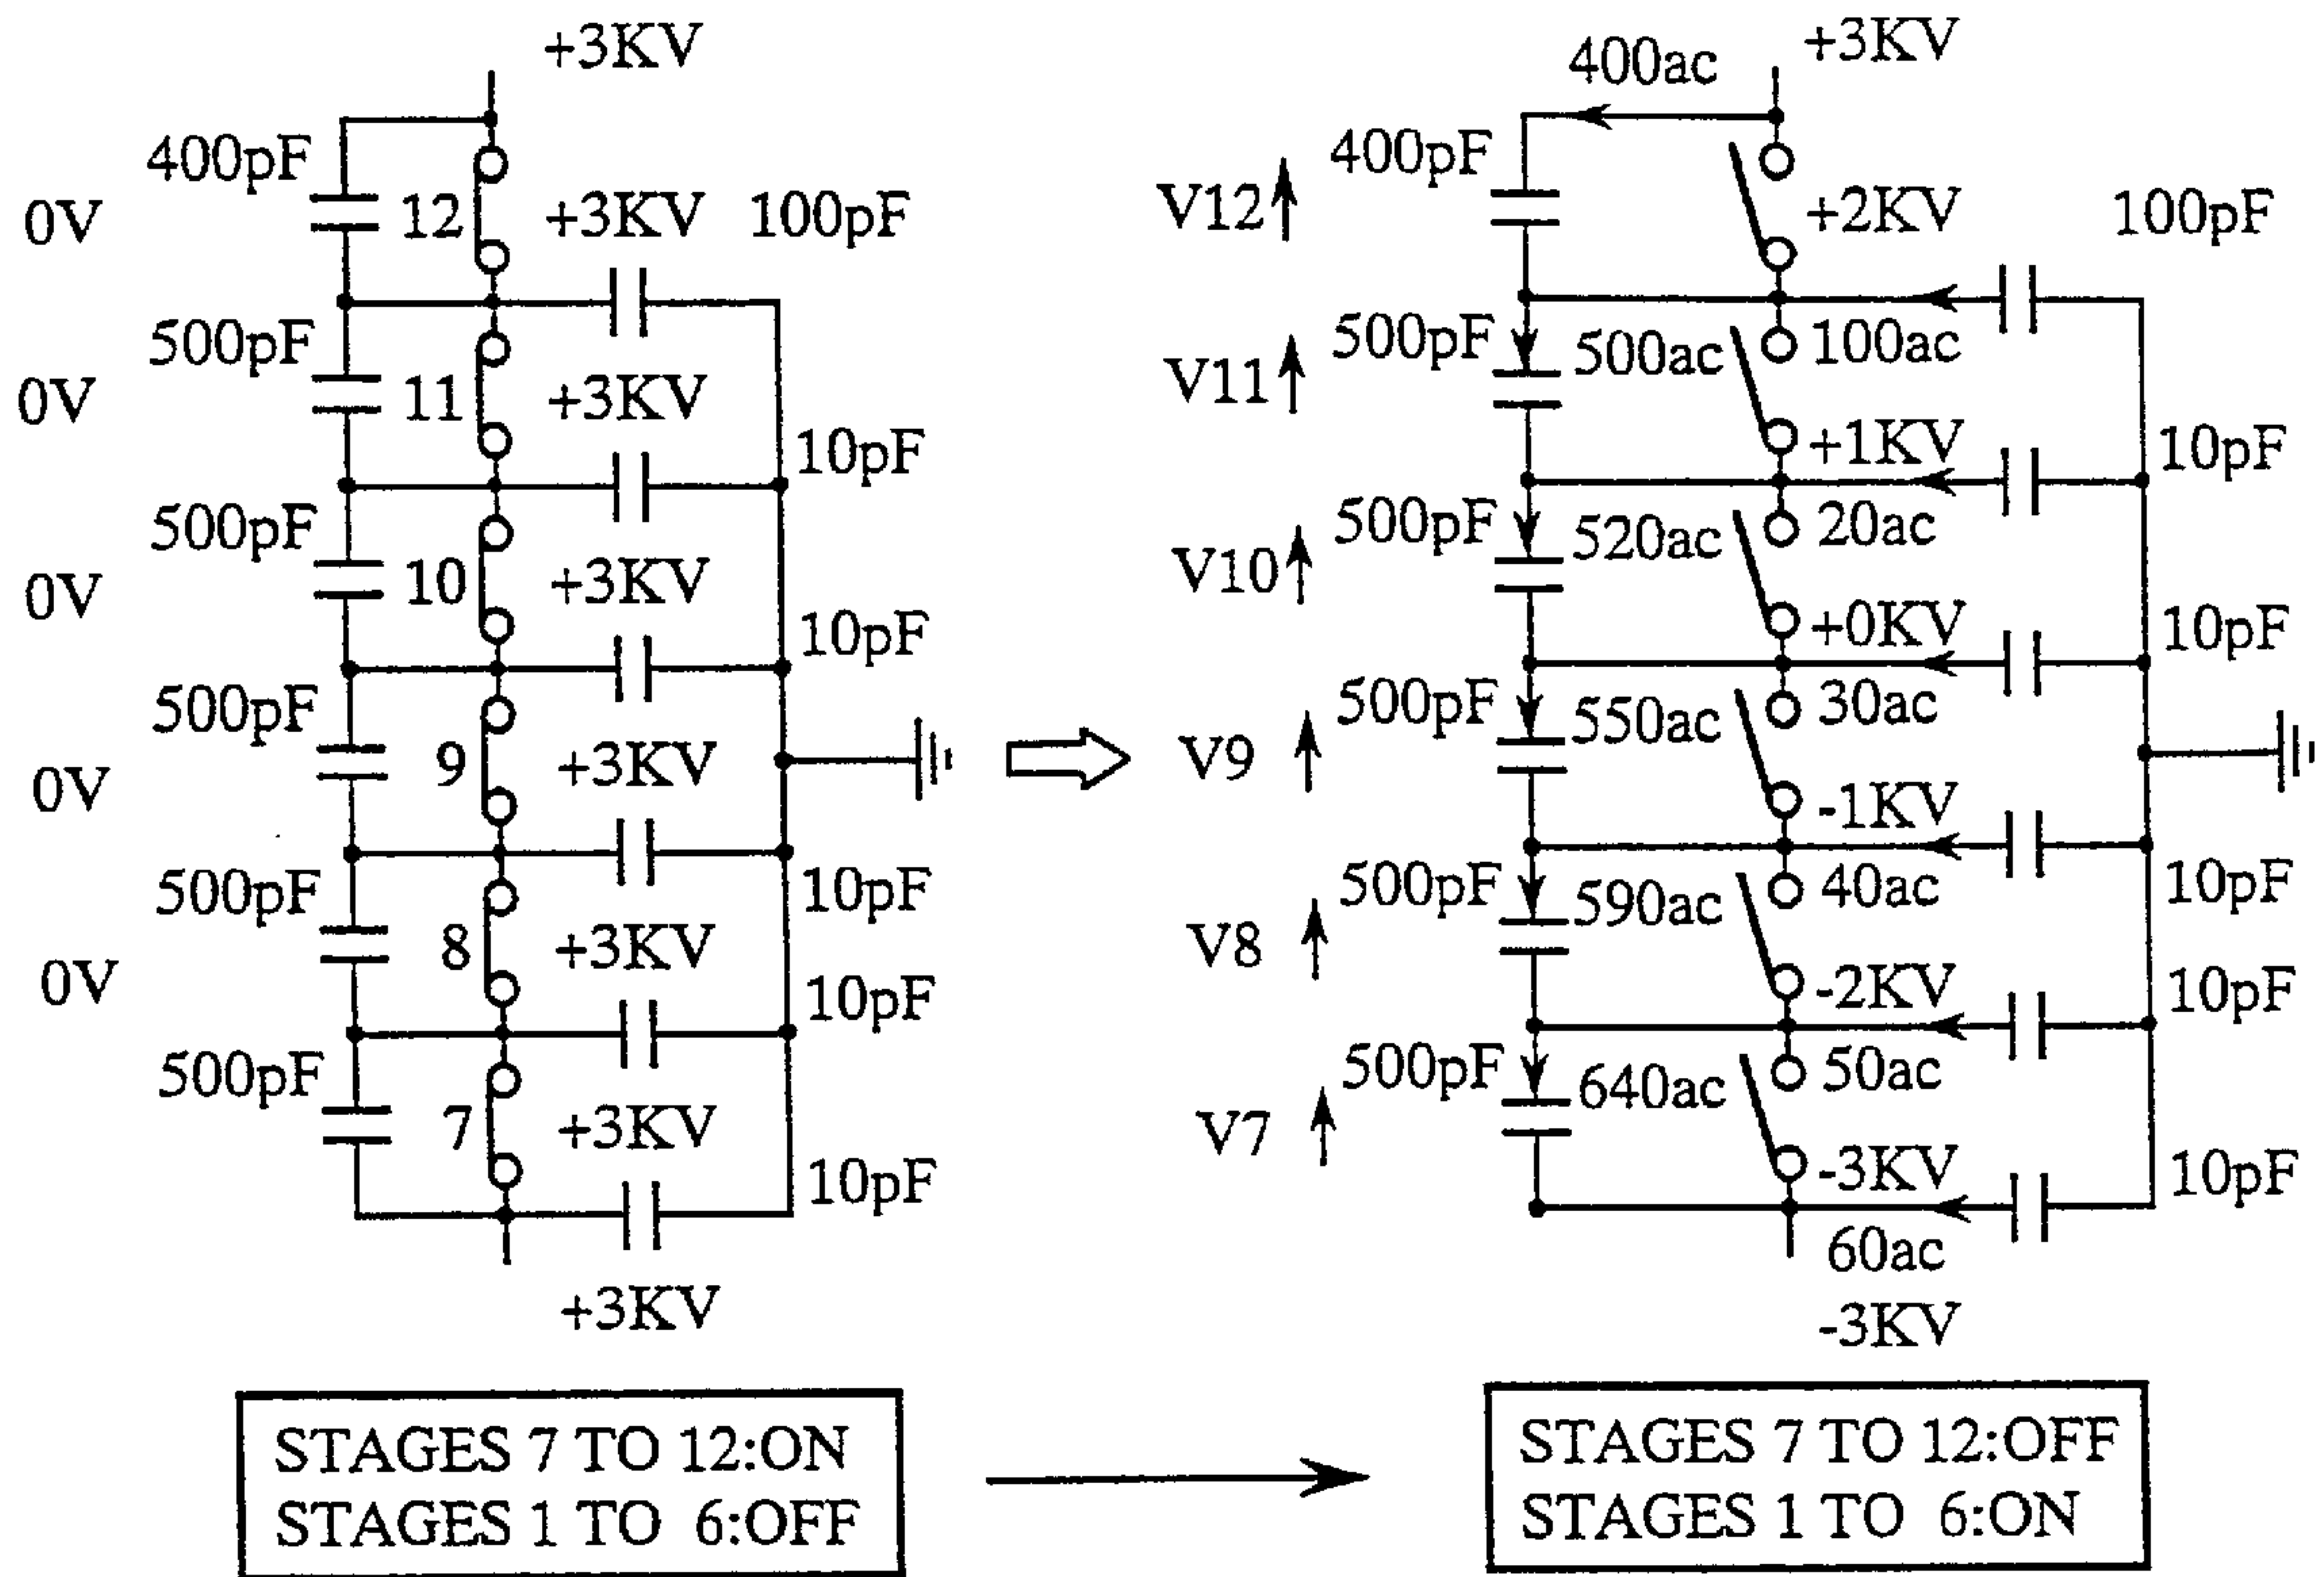 +3KV
400pF
0V
12
+3KV
100pF
500pF
0V
11
+3KV
10pF
500pF
0V
10
+3KV
10pF
500pF
0V
9
+3KV
10pF
500pF
0V
8
+3KV
10pF
500pF
7
+3KV
10pF
+3KV
STAGES 7 TO 12:ON
STAGES 1 TO 6:OFF
+3KV
400ac
400pF
V12
+2KV
100pF
500pF
500ac
100ac
V11
+1KV
10pF
500pF
520ac
20ac
V10
+0KV
10pF
500pF
550ac
30ac
V9
-1KV
10pF
500pF
590ac
40ac
V8
-2KV
10pF
500pF
640ac
50ac
V7
-3KV
10pF
60ac
-3KV
STAGES 7 TO 12:OFF
STAGES 1 TO 6:ON